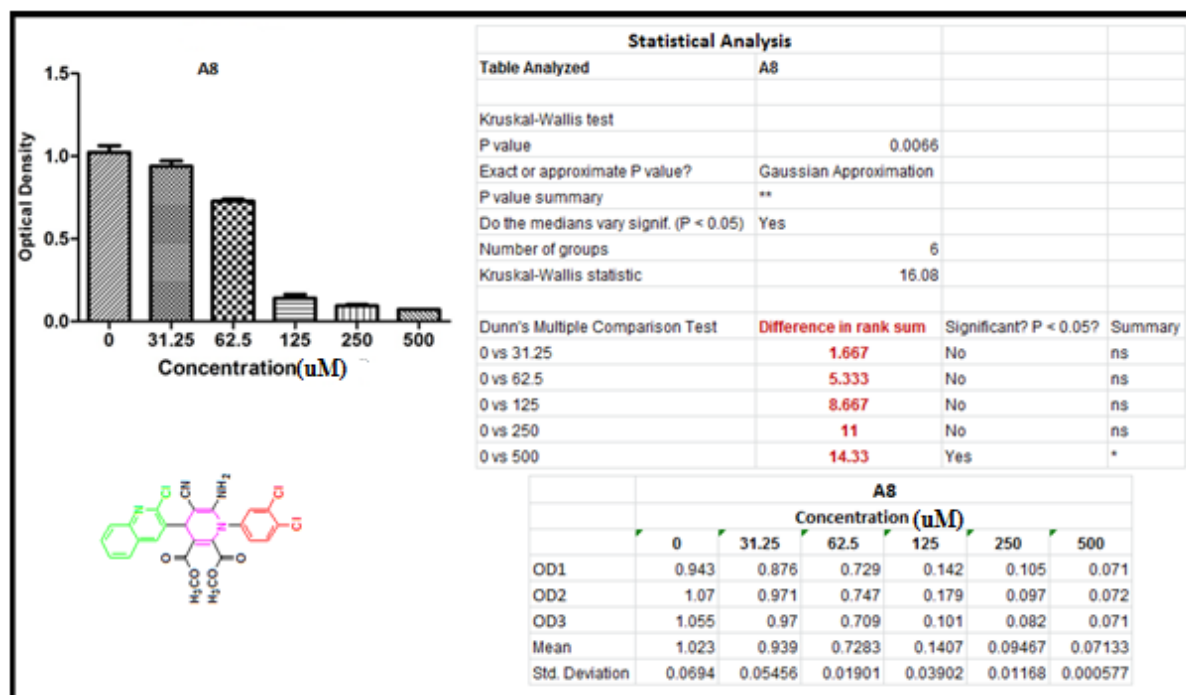 A8
1.5
1.0
0.5
0.0
Optical Density
0 31.25 62.5 125 250 500
Concentration(uM)
Statistical Analysis
Table Analyzed A8
Kruskal-Wallis test
P value 0.0066
Exact or approximate P value? Gaussian Approximation
P value summary **
Do the medians vary signif. (P < 0.05) Yes
Number of groups 6
Kruskal-Wallis statistic 16.08
Dunn's Multiple Comparison Test Difference in rank sum Significant? P < 0.05? Summary
0 vs 31.25 1.667 No ns
0 vs 62.5 5.333 No ns
0 vs 125 8.667 No ns
0 vs 250 11 No ns
0 vs 500 14.33 Yes *
N Cl CN NH2 N Cl Cl
O O
H3CO OCH3
A8
Concentration (uM)
0 31.25 62.5 125 250 500
OD1 0.943 0.876 0.729 0.142 0.105 0.071
OD2 1.07 0.971 0.747 0.179 0.097 0.072
OD3 1.055 0.97 0.709 0.101 0.082 0.071
Mean 1.023 0.939 0.7283 0.1407 0.09467 0.07133
Std. Deviation 0.0694 0.05456 0.01901 0.03902 0.01168 0.000577